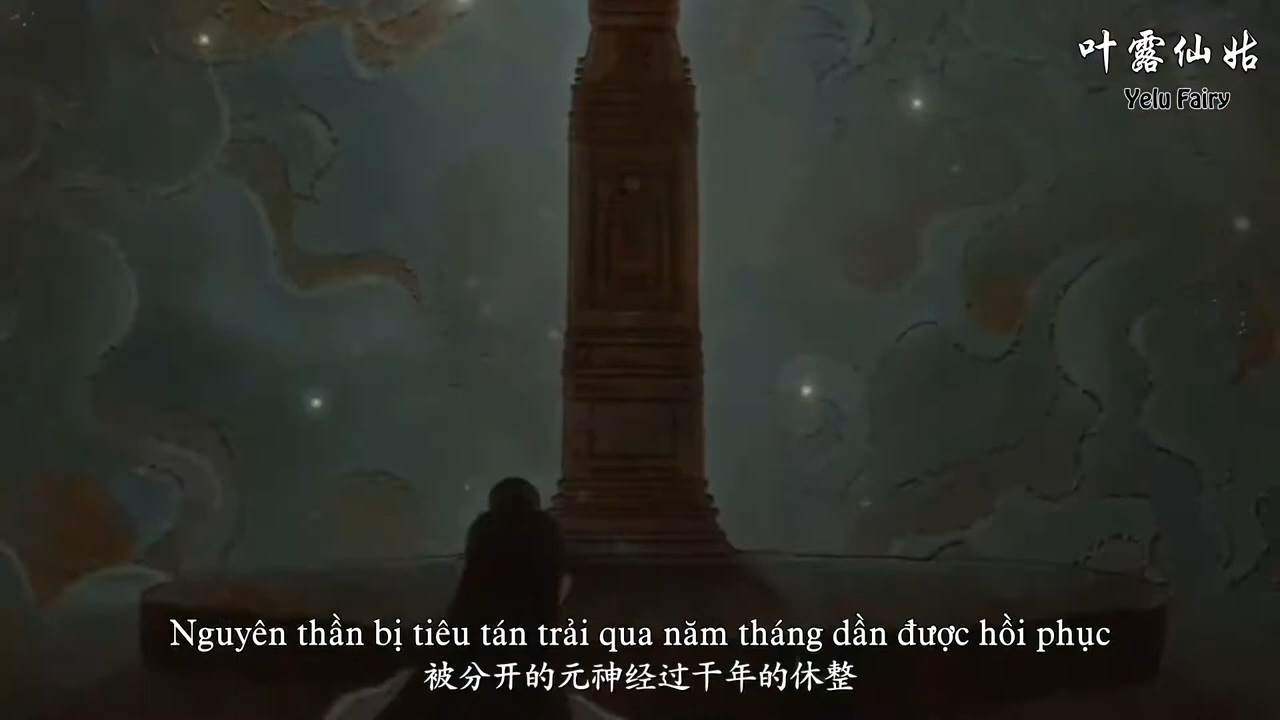 叶露仙姑
Yelu Fairy
Nguyên thần bị tiêu tán trải qua năm tháng dần được hồi phục
被分开的元神经过千年的休整